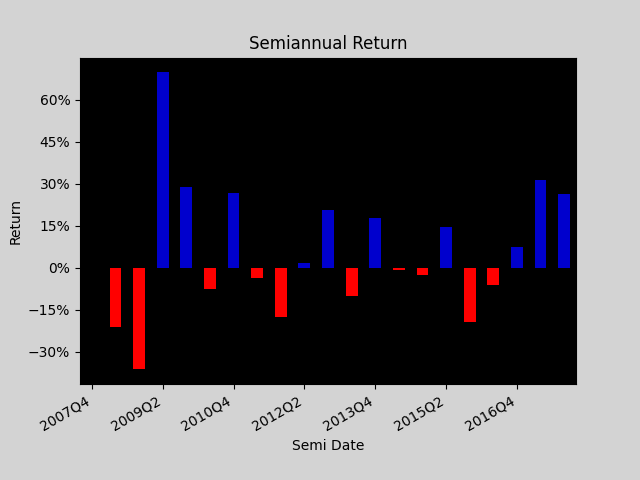 Semiannual Return
Return
60%
45%
30%
15%
0%
−15%
−30%
2007Q4
2009Q2
2010Q4
2012Q2
2013Q4
2015Q2
2016Q4
Semi Date